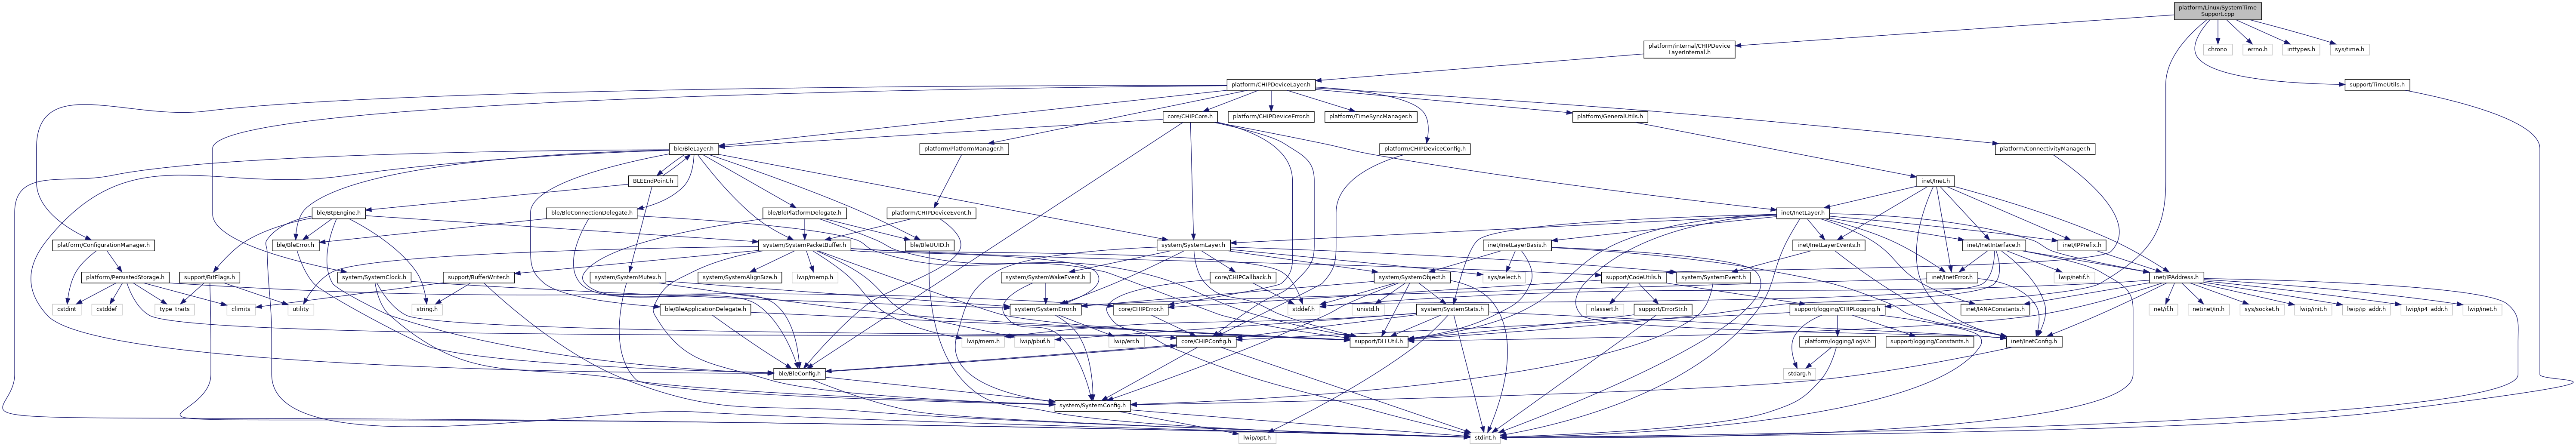 platform/Linux/SystemTime
Support.cpp
platform/internal/CHIPDevice
LayerInternal.h
chrono
errno.h
inttypes.h
sys/time.h
platform/CHIPDeviceLayer.h
support/TimeUtils.h
core/CHIPCore.h
platform/CHIPDeviceError.h
platform/TimeSyncManager.h
platform/GeneralUtils.h
ble/BleLayer.h
platform/PlatformManager.h
platform/CHIPDeviceConfig.h
platform/ConnectivityManager.h
BLEEndPoint.h
inet/Inet.h
ble/BtpEngine.h
ble/BleConnectionDelegate.h
ble/BlePlatformDelegate.h
platform/CHIPDeviceEvent.h
inet/InetLayer.h
platform/ConfigurationManager.h
ble/BleError.h
system/SystemPacketBuffer.h
ble/BleUUID.h
system/SystemLayer.h
inet/InetLayerBasis.h
inet/InetLayerEvents.h
inet/InetInterface.h
inet/IPPrefix.h
platform/PersistedStorage.h
support/BitFlags.h
system/SystemClock.h
support/BufferWriter.h
system/SystemMutex.h
system/SystemAlignSize.h
lwip/memp.h
system/SystemWakeEvent.h
core/CHIPCallback.h
system/SystemObject.h
sys/select.h
support/CodeUtils.h
system/SystemEvent.h
inet/InetError.h
lwip/netif.h
inet/IPAddress.h
cstdint
cstddef
type_traits
climits
utility
string.h
ble/BleApplicationDelegate.h
system/SystemError.h
core/CHIPError.h
stddef.h
unistd.h
system/SystemStats.h
nlassert.h
support/ErrorStr.h
support/logging/CHIPLogging.h
inet/IANAConstants.h
net/if.h
netinet/in.h
sys/socket.h
lwip/init.h
lwip/ip_addr.h
lwip/ip4_addr.h
lwip/inet.h
lwip/mem.h
lwip/pbuf.h
lwip/err.h
core/CHIPConfig.h
support/DLLUtil.h
platform/logging/LogV.h
support/logging/Constants.h
inet/InetConfig.h
ble/BleConfig.h
stdarg.h
system/SystemConfig.h
lwip/opt.h
stdint.h